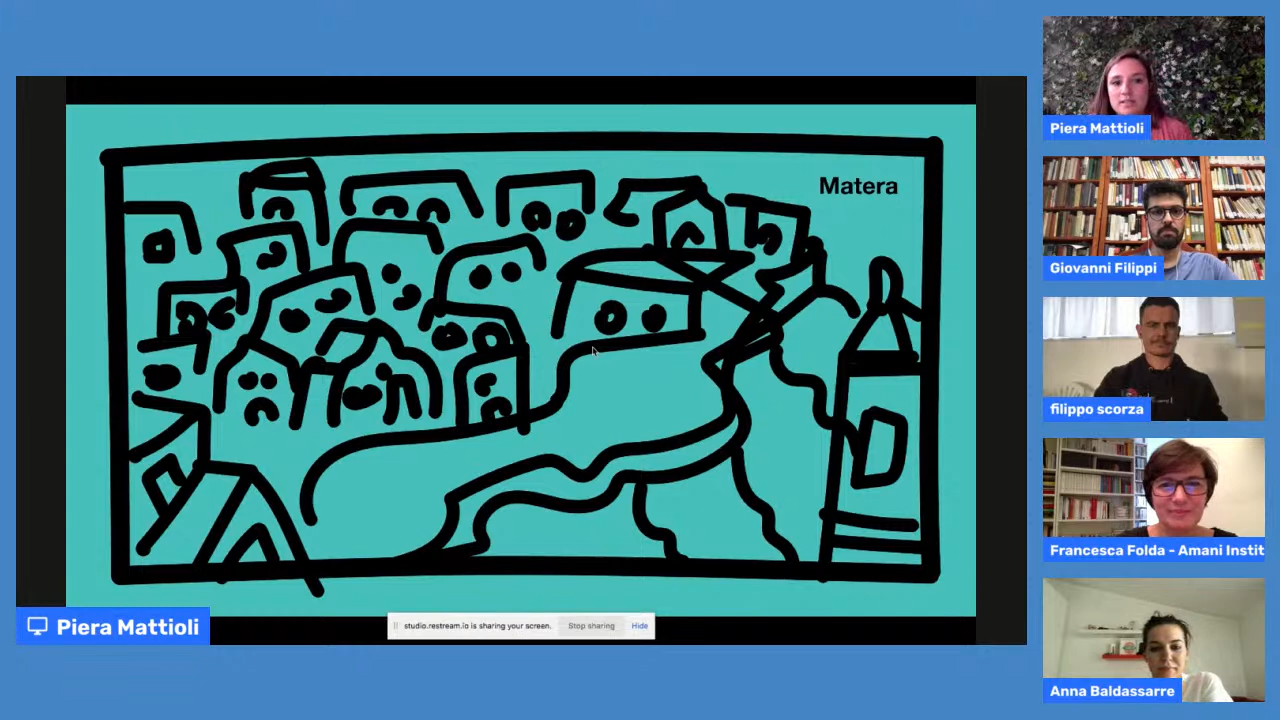 Matera
studio.restream.io is sharing your screen.
Stop sharing
Hide
Piera Mattioli
Piera Mattioli
Giovanni Filippi
filippo scorza
Francesca Folda - Amani Instit
Anna Baldassarre